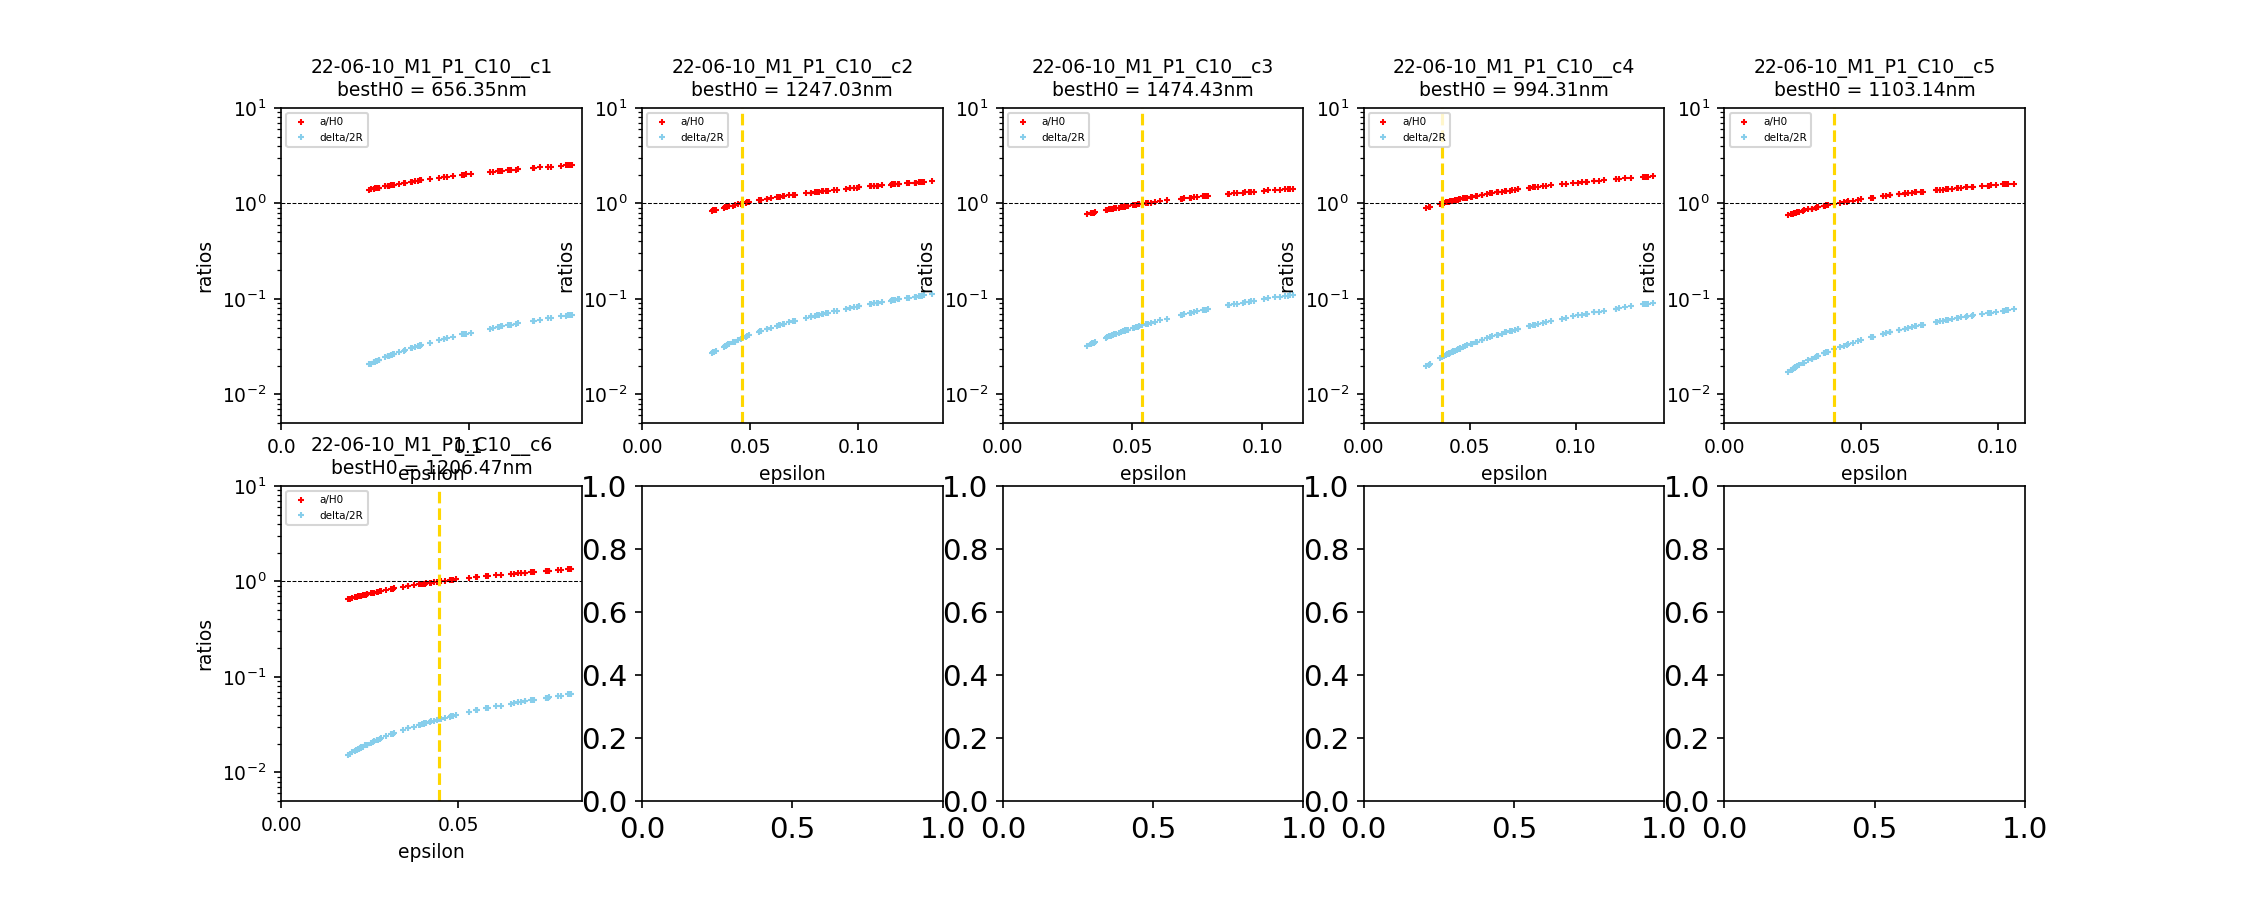 22-06-10_M1_P1_C10__c1
bestH0 = 656.35nm
22-06-10_M1_P1_C10__c2
bestH0 = 1247.03nm
22-06-10_M1_P1_C10__c3
bestH0 = 1474.43nm
22-06-10_M1_P1_C10__c4
bestH0 = 994.31nm
22-06-10_M1_P1_C10__c5
bestH0 = 1103.14nm
10¹
10⁰
10⁻¹
10⁻²
ratios
a/H0
delta/2R
0.0 0.1
epsilon
10¹
10⁰
10⁻¹
10⁻²
ratios
a/H0
delta/2R
0.00 0.05 0.10
epsilon
10¹
10⁰
10⁻¹
10⁻²
ratios
a/H0
delta/2R
0.00 0.05 0.10
epsilon
10¹
10⁰
10⁻¹
10⁻²
ratios
a/H0
delta/2R
0.00 0.05 0.10
epsilon
10¹
10⁰
10⁻¹
10⁻²
ratios
a/H0
delta/2R
0.00 0.05 0.10
epsilon
22-06-10_M1_P1_C10__c6
bestH0 = 1206.47nm
10¹
10⁰
10⁻¹
10⁻²
ratios
a/H0
delta/2R
0.00 0.05
epsilon
1.0
0.8
0.6
0.4
0.2
0.0
0.0 0.5 1.0
1.0
0.8
0.6
0.4
0.2
0.0
0.0 0.5 1.0
1.0
0.8
0.6
0.4
0.2
0.0
0.0 0.5 1.0
1.0
0.8
0.6
0.4
0.2
0.0
0.0 0.5 1.0